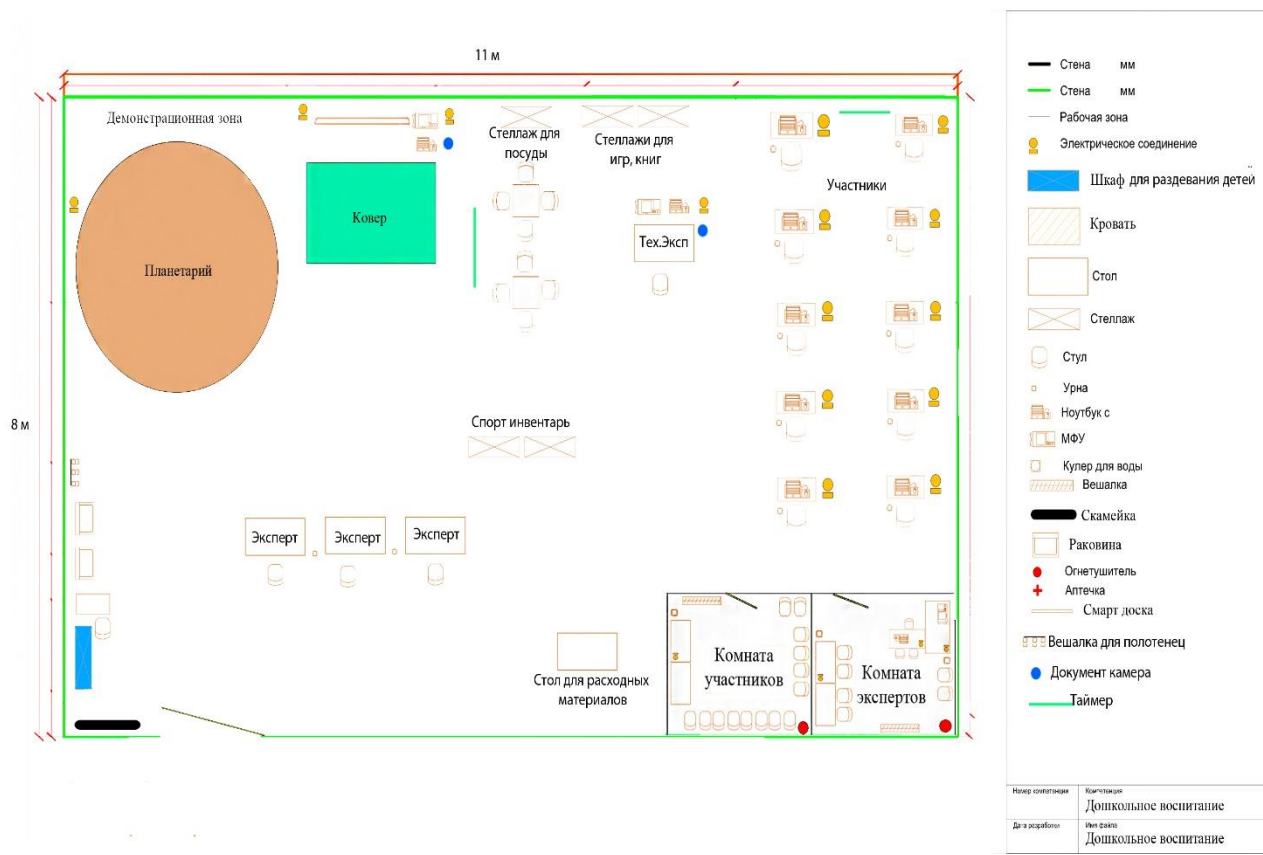 11 м
8 м
Демонстрационная зона
Планетарий
Ковер
Стеллаж для
посуды
Стеллажи для
игр, книг
Участники
Тех.Эксп
Спорт инвентарь
Эксперт
Эксперт
Эксперт
Стол для расходных
материалов
Комната
участников
Комната
экспертов
Стена мм
Стена мм
Рабочая зона
Электрическое соединение
Шкаф для раздевания детей
Кровать
Стол
Стеллаж
Стул
Урна
Ноутбук с
МФУ
Кулер для воды
Вешалка
Скамейка
Раковина
Огнетушитель
Аптечка
Смарт доска
Вешалка для полотенец
Документ камера
Таймер
Номер компетенции
Компетенция
Дошкольное воспитание
Дата разработки
Имя файла
Дошкольное воспитание